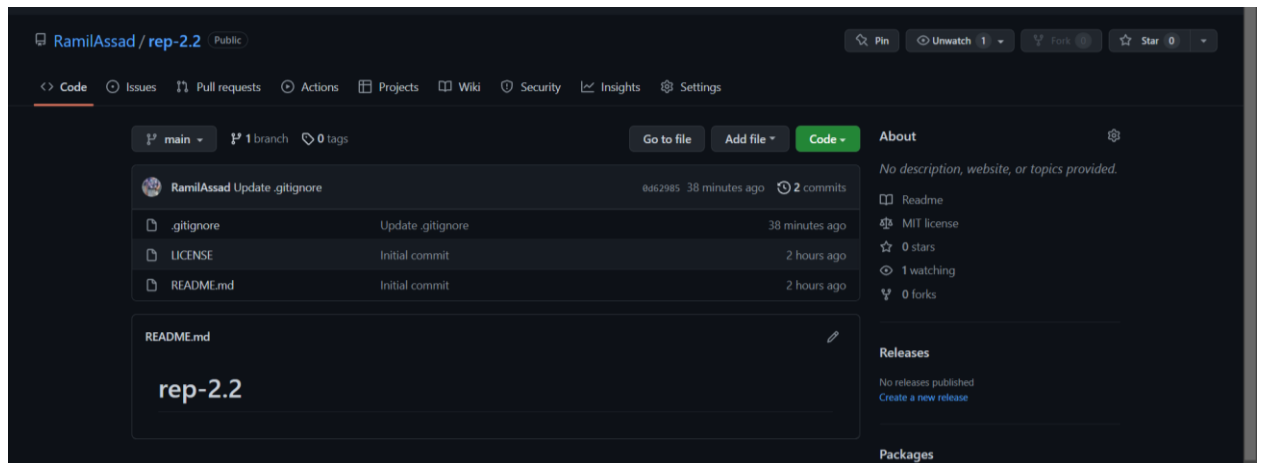 RamilAssad / rep-2.2 Public
Pin Unwatch 1 Fork 0 Star 0
Code Issues Pull requests Actions Projects Wiki Security Insights Settings
main 1 branch 0 tags Go to file Add file Code
RamilAssad Update .gitignore 0d62985 38 minutes ago 2 commits
.gitignore Update .gitignore 38 minutes ago
LICENSE Initial commit 2 hours ago
README.md Initial commit 2 hours ago
README.md
rep-2.2
About
No description, website, or topics provided.
Readme
MIT license
0 stars
1 watching
0 forks
Releases
No releases published
Create a new release
Packages